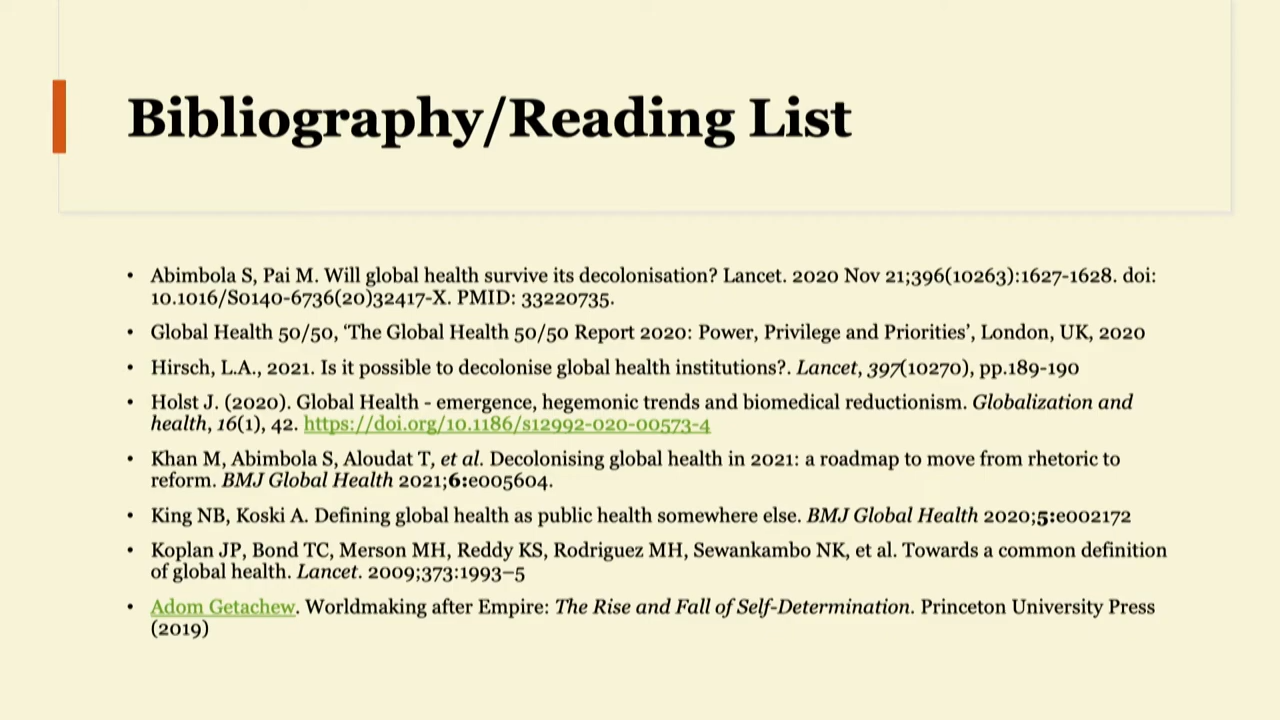 Bibliography/Reading List
• Abimbola S, Pai M. Will global health survive its decolonisation? Lancet. 2020 Nov 21;396(10263):1627-1628. doi:
10.1016/S0140-6736(20)32417-X. PMID: 33220735.
• Global Health 50/50, ‘The Global Health 50/50 Report 2020: Power, Privilege and Priorities’, London, UK, 2020
• Hirsch, L.A., 2021. Is it possible to decolonise global health institutions?. Lancet, 397(10270), pp.189-190
• Holst J. (2020). Global Health - emergence, hegemonic trends and biomedical reductionism. Globalization and
health, 16(1), 42. https://doi.org/10.1186/s12992-020-00573-4
• Khan M, Abimbola S, Aloudat T, et al. Decolonising global health in 2021: a roadmap to move from rhetoric to
reform. BMJ Global Health 2021;6:e005604.
• King NB, Koski A. Defining global health as public health somewhere else. BMJ Global Health 2020;5:e002172
• Koplan JP, Bond TC, Merson MH, Reddy KS, Rodriguez MH, Sewankambo NK, et al. Towards a common definition
of global health. Lancet. 2009;373:1993–5
• Adom Getachew. Worldmaking after Empire: The Rise and Fall of Self-Determination. Princeton University Press
(2019)